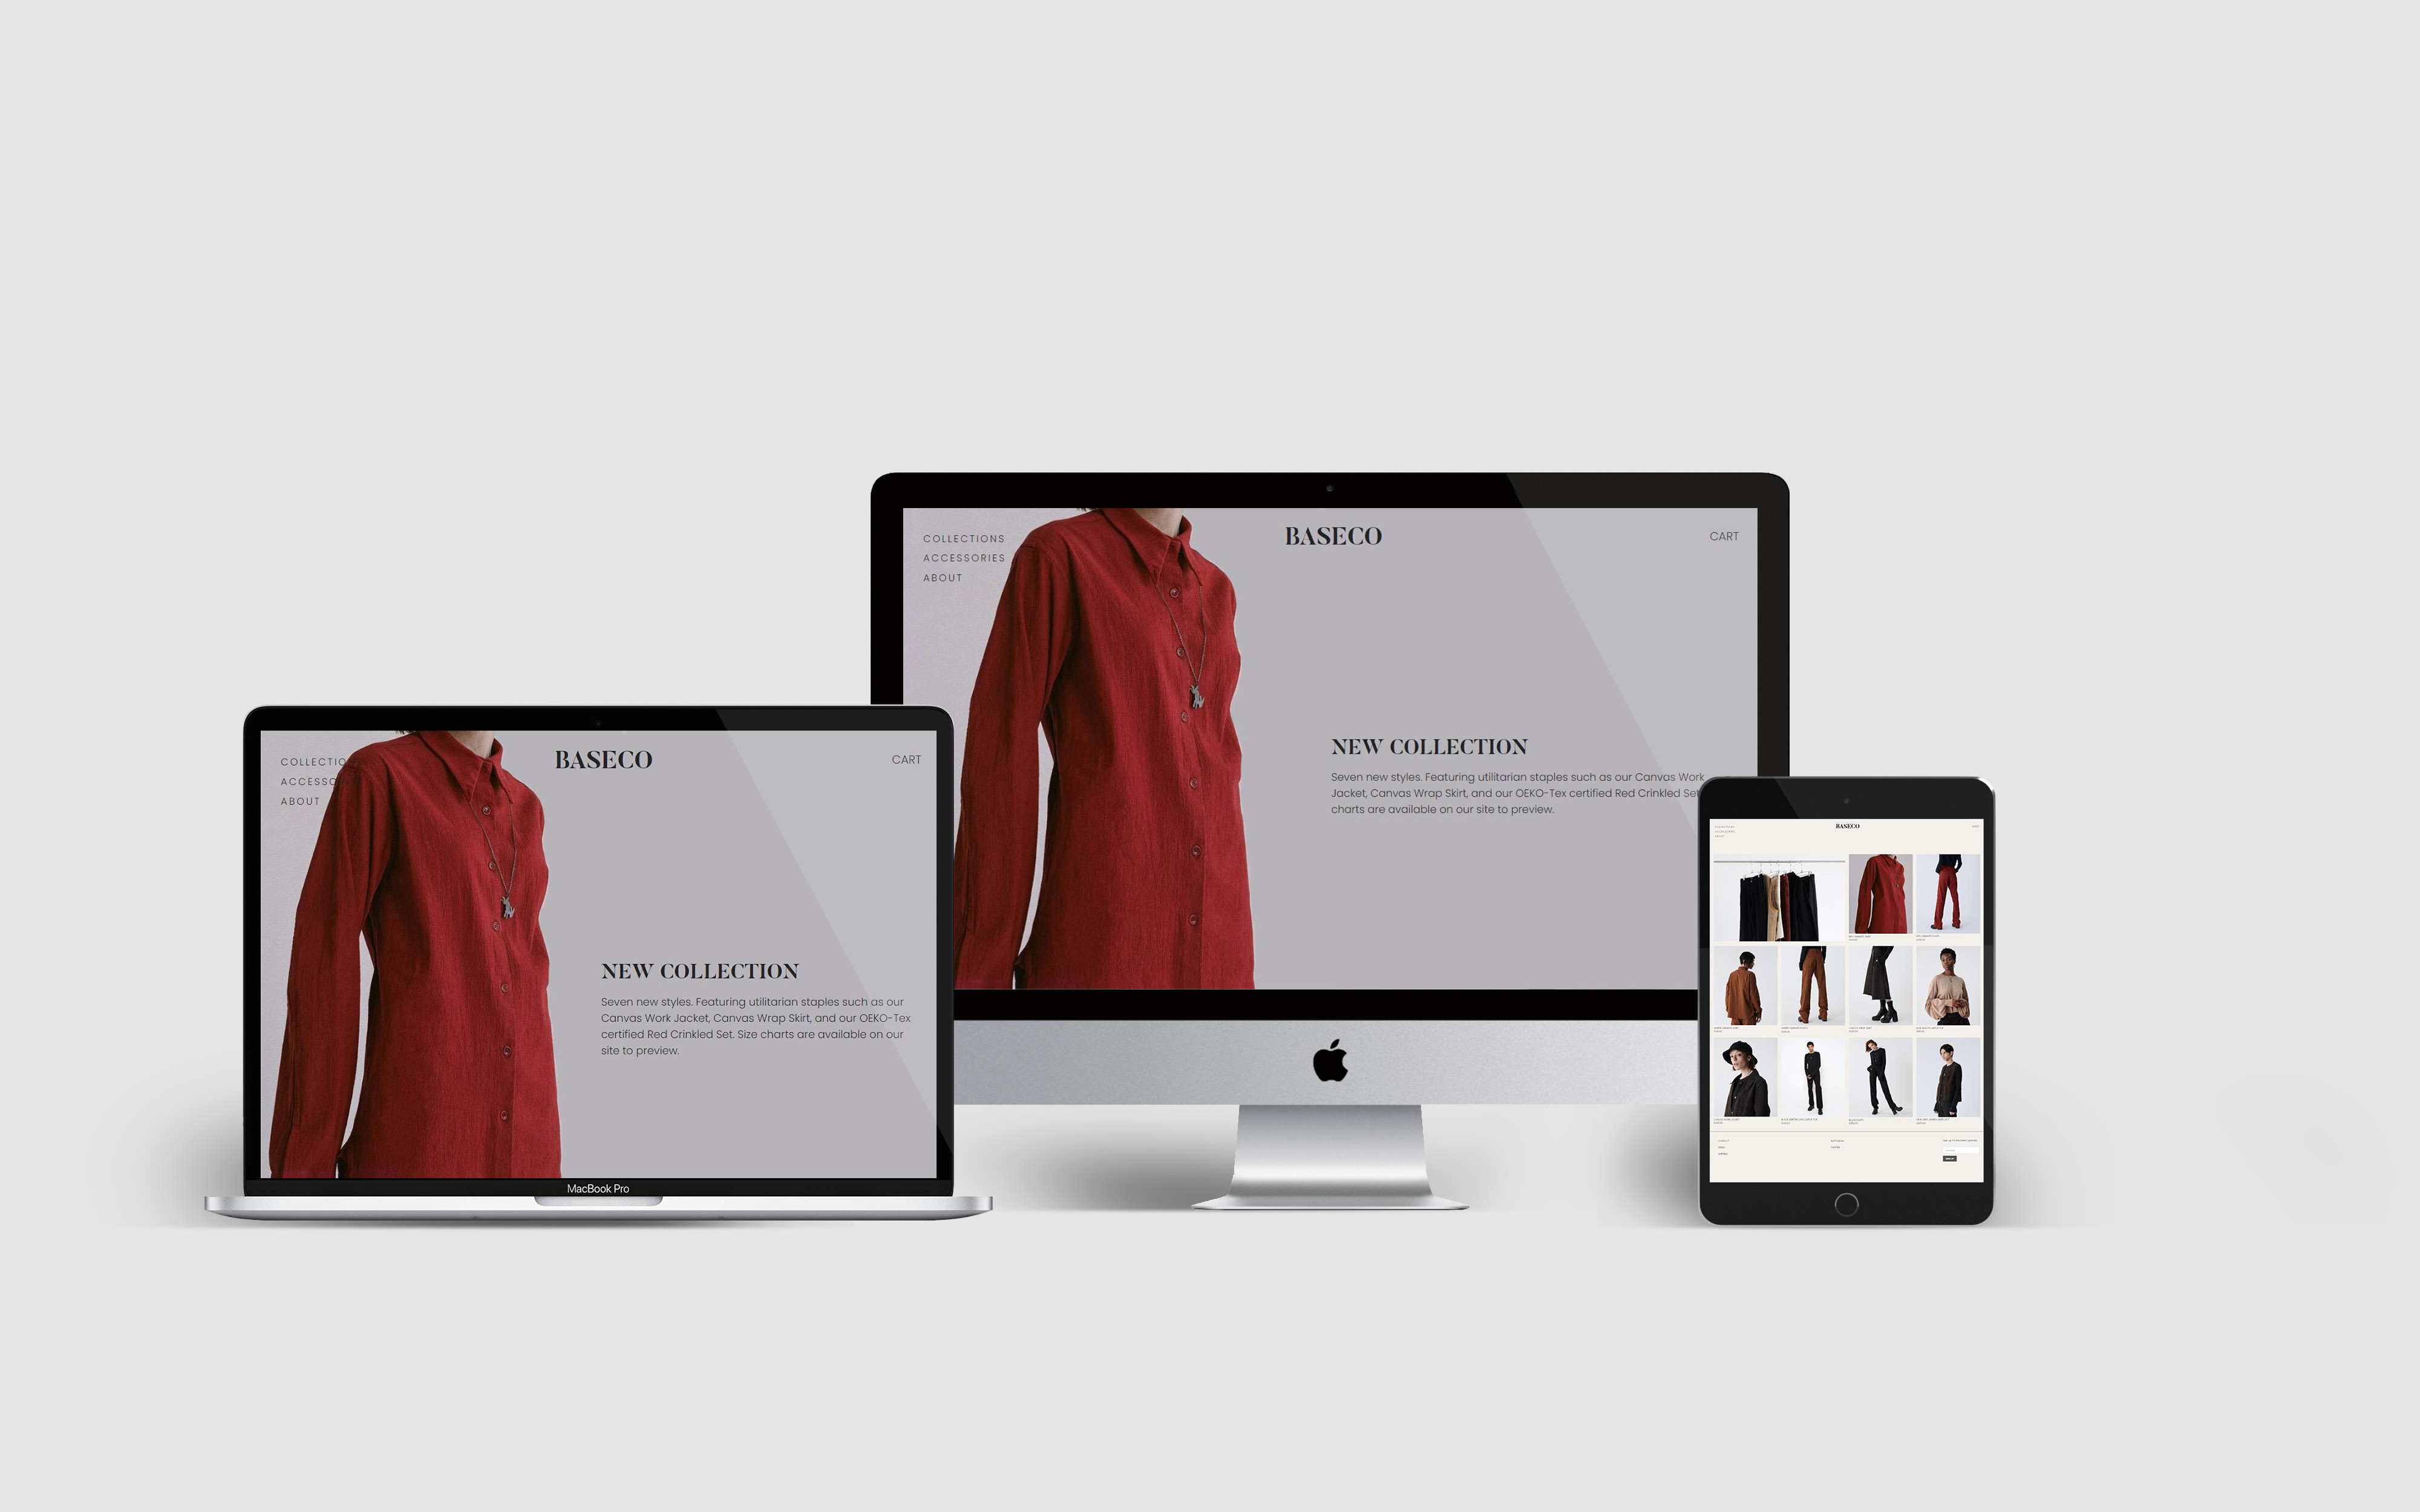 COLLECTIONS
ACCESSORIES
ABOUT
BASECO
CART
NEW COLLECTION
Seven new styles. Featuring utilitarian staples such as our Canvas Work
Jacket, Canvas Wrap Skirt, and our OEKO-Tex certified Red Crinkled Set
charts are available on our site to preview.
COLLECTIO
ACCESSO
ABOUT
BASECO
CART
NEW COLLECTION
Seven new styles. Featuring utilitarian staples such as our
Canvas Work Jacket, Canvas Wrap Skirt, and our OEKO-Tex
certified Red Crinkled Set. Size charts are available on our
site to preview.
MacBook Pro
BASECO